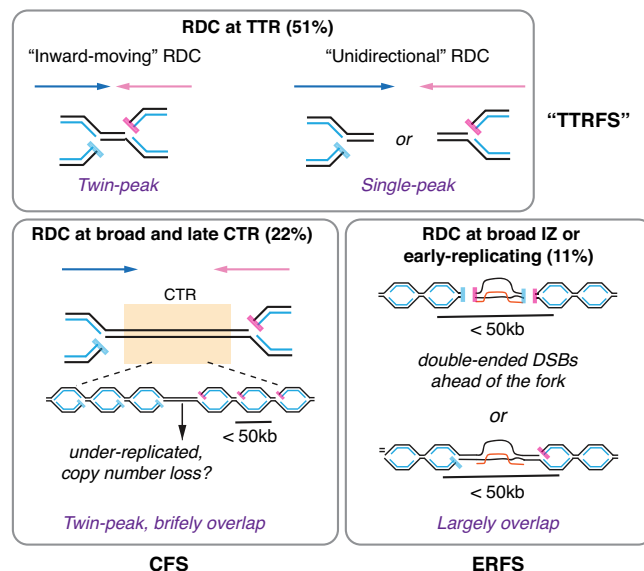 RDC at TTR (51%)
“Inward-moving” RDC
“Unidirectional” RDC
or
Twin-peak
Single-peak
“TTRFS”
RDC at broad and late CTR (22%)
CTR
< 50kb
under-replicated,
copy number loss?
Twin-peak, brifely overlap
CFS
RDC at broad IZ or
early-replicating (11%)
< 50kb
double-ended DSBs
ahead of the fork
or
< 50kb
Largely overlap
ERFS